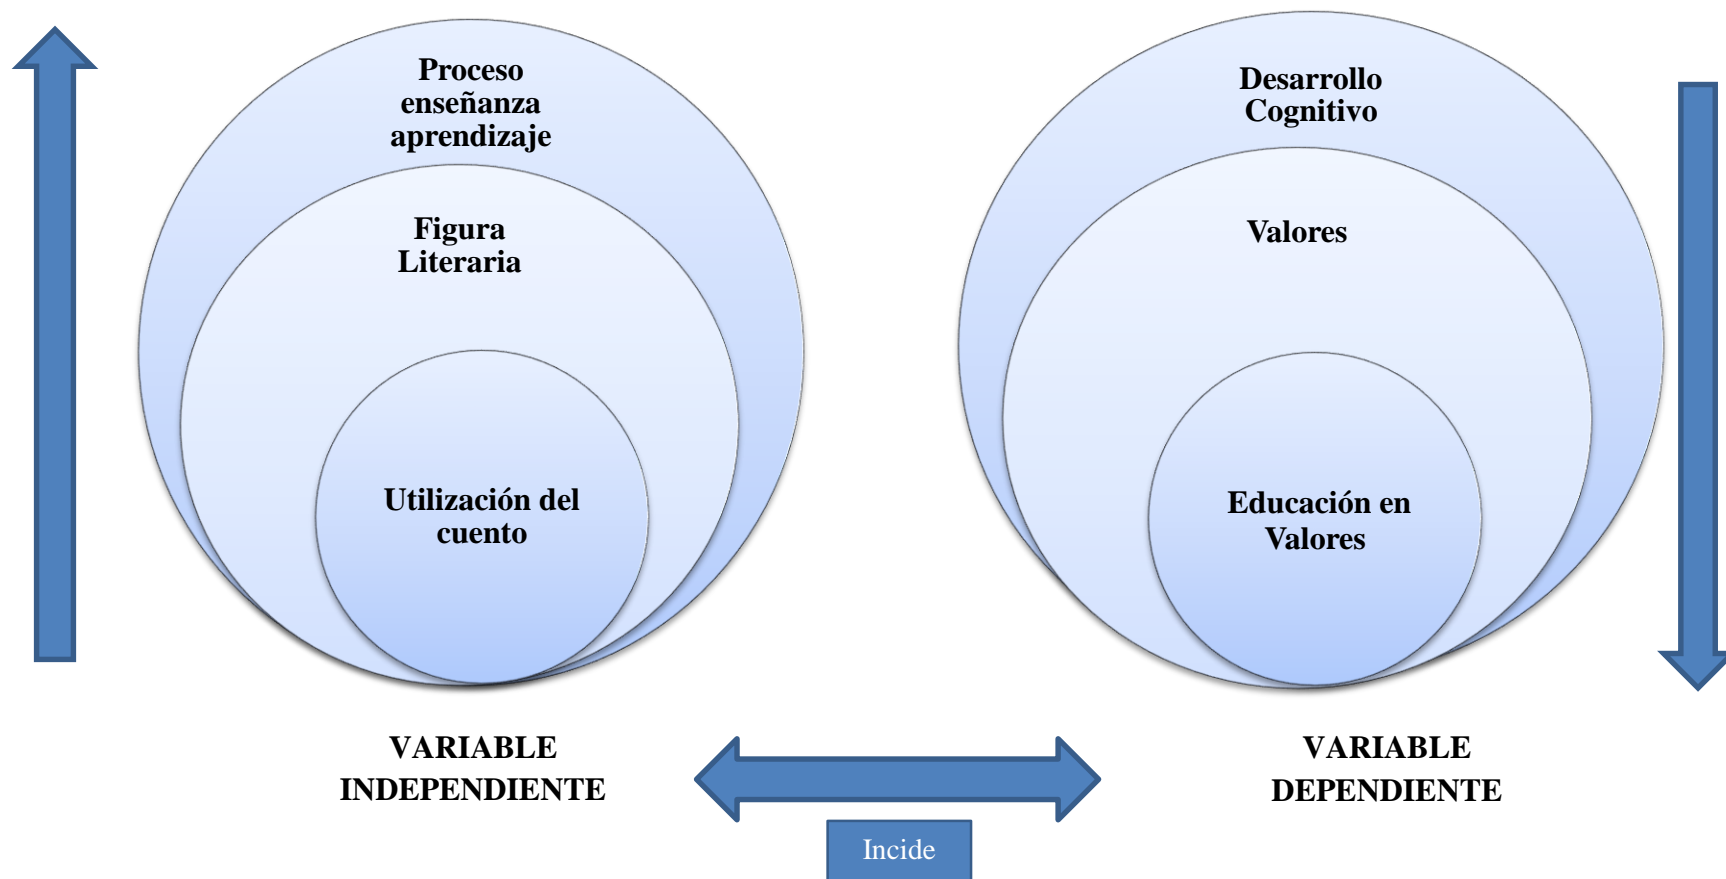 Proceso
enseñanza
aprendizaje
Figura
Literaria
Utilización del
cuento
Desarrollo
Cognitivo
Valores
Educación en
Valores
VARIABLE
INDEPENDIENTE
VARIABLE
DEPENDIENTE
Incide